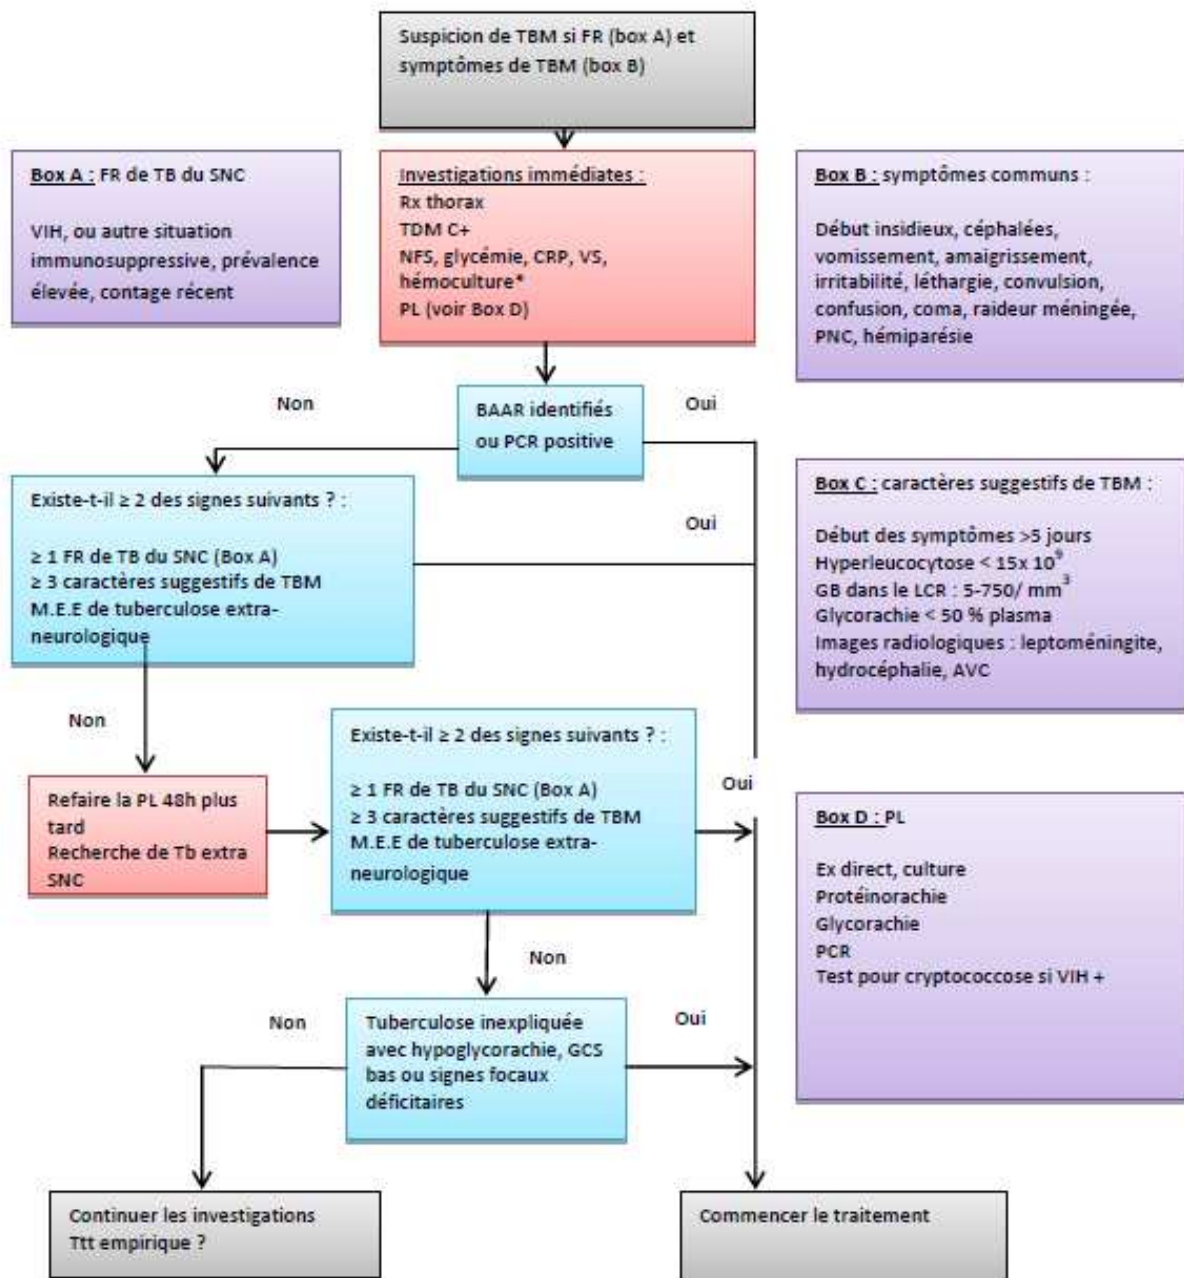 Suspicion de TBM si FR (box A) et
symptômes de TBM (box B)
Box A : FR de TB du SNC
VIH, ou autre situation
immunosuppressive, prévalence
élevée, contage récent
Investigations immédiates :
Rx thorax
TDM C+
NFS, glycémie, CRP, VS,
hémoculture*
PL (voir Box D)
Box B : symptômes communs :
Début insidieux, céphalées,
vomissement, amaigrissement,
irritabilité, léthargie, convulsion,
confusion, coma, raideur méningée,
PNC, hémiparésie
Non
BAAR identifiés
ou PCR positive
Oui
Existe-t-il ≥ 2 des signes suivants ? :
≥ 1 FR de TB du SNC (Box A)
≥ 3 caractères suggestifs de TBM
M.E.E de tuberculose extra-
neurologique
Oui
Box C : caractères suggestifs de TBM :
Début des symptômes >5 jours
Hyperleucocytose < 15x 10⁹
GB dans le LCR : 5-750/ mm³
Glycorachie < 50 % plasma
Images radiologiques : leptoméningite,
hydrocéphalie, AVC
Non
Refaire la PL 48h plus
tard
Recherche de Tb extra
SNC
Existe-t-il ≥ 2 des signes suivants ? :
≥ 1 FR de TB du SNC (Box A)
≥ 3 caractères suggestifs de TBM
M.E.E de tuberculose extra-
neurologique
Oui
Box D : PL
Ex direct, culture
Protéinorachie
Glycorachie
PCR
Test pour cryptococcose si VIH +
Non
Non
Tuberculose inexpliquée
avec hypoglycorachie, GCS
bas ou signes focaux
déficitaires
Oui
Continuer les investigations
Ttt empirique ?
Commencer le traitement